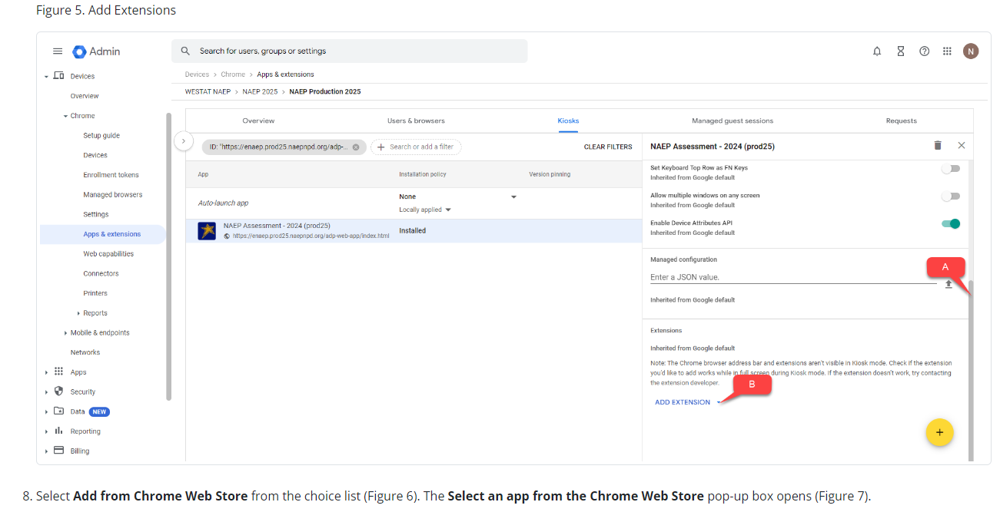 Figure 5. Add Extensions
Admin
Search for users, groups or settings
N
Devices
Overview
Chrome
Setup guide
Devices
Enrollment tokens
Managed browsers
Settings
Apps & extensions
Web capabilities
Connectors
Printers
Reports
Mobile & endpoints
Networks
Apps
Security
Data NEW
Reporting
Billing
Devices > Chrome > Apps & extensions
WESTAT NAEP > NAEP 2025 > NAEP Production 2025
Overview Users & browsers Kiosks Managed guest sessions Requests
ID: "https://enaep.prod25.naepnpd.org/adp-... + Search or add a filter CLEAR FILTERS
App Installation policy Version pinning
Auto-launch app
None
Locally applied
NAEP Assessment - 2024 (prod25)
https://enaep.prod25.naepnpd.org/adp-web-app/index.html
Installed
NAEP Assessment - 2024 (prod25)
Set Keyboard Top Row as FN Keys
Inherited from Google default
Allow multiple windows on any screen
Inherited from Google default
Enable Device Attributes API
Inherited from Google default
Managed configuration
A
Enter a JSON value.
Inherited from Google default
Extensions
Inherited from Google default
Note: The Chrome browser address bar and extensions aren't visible in Kiosk mode. Check if the extension
you'd like to add works while in full screen during Kiosk mode. If the extension doesn't work, try contacting
the extension developer.
B
ADD EXTENSION
+
8. Select Add from Chrome Web Store from the choice list (Figure 6). The Select an app from the Chrome Web Store pop-up box opens (Figure 7).